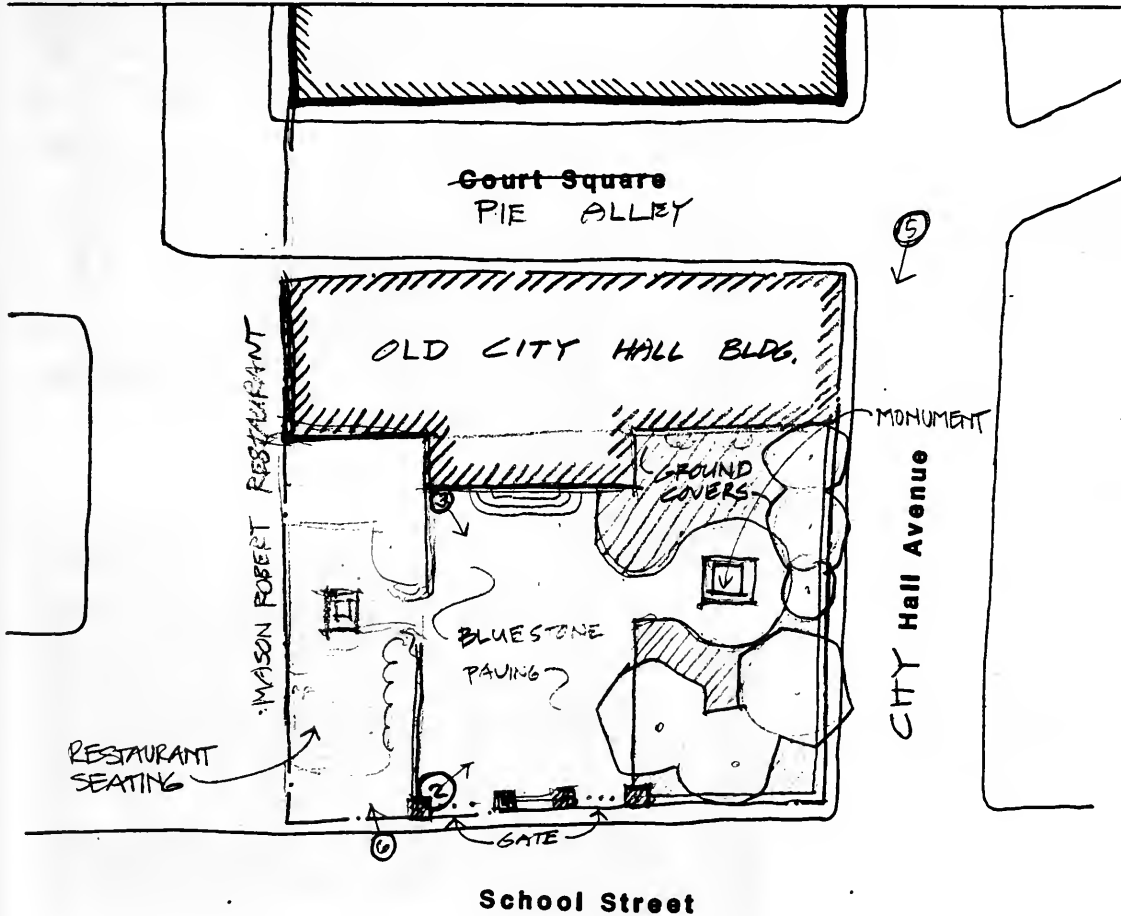 Court Square
PIE ALLEY
5
OLD CITY HALL BLDG.
MASON ROBERT RESTAURANT
MONUMENT
GROUND
COVERS
CITY Hall Avenue
3
BLUESTONE
PAVING
RESTAURANT
SEATING
2
6
GATE
School Street